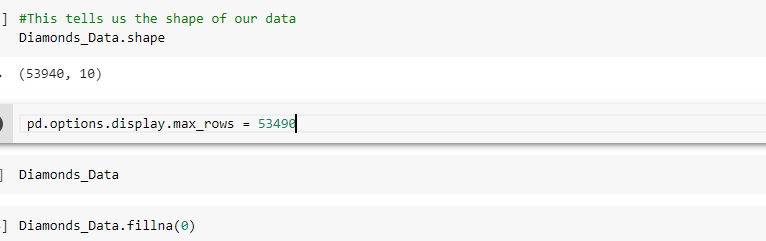 ] #This tells us the shape of our data
Diamonds_Data.shape
(53940, 10)
pd.options.display.max_rows = 53490
] Diamonds_Data
] Diamonds_Data.fillna(0)